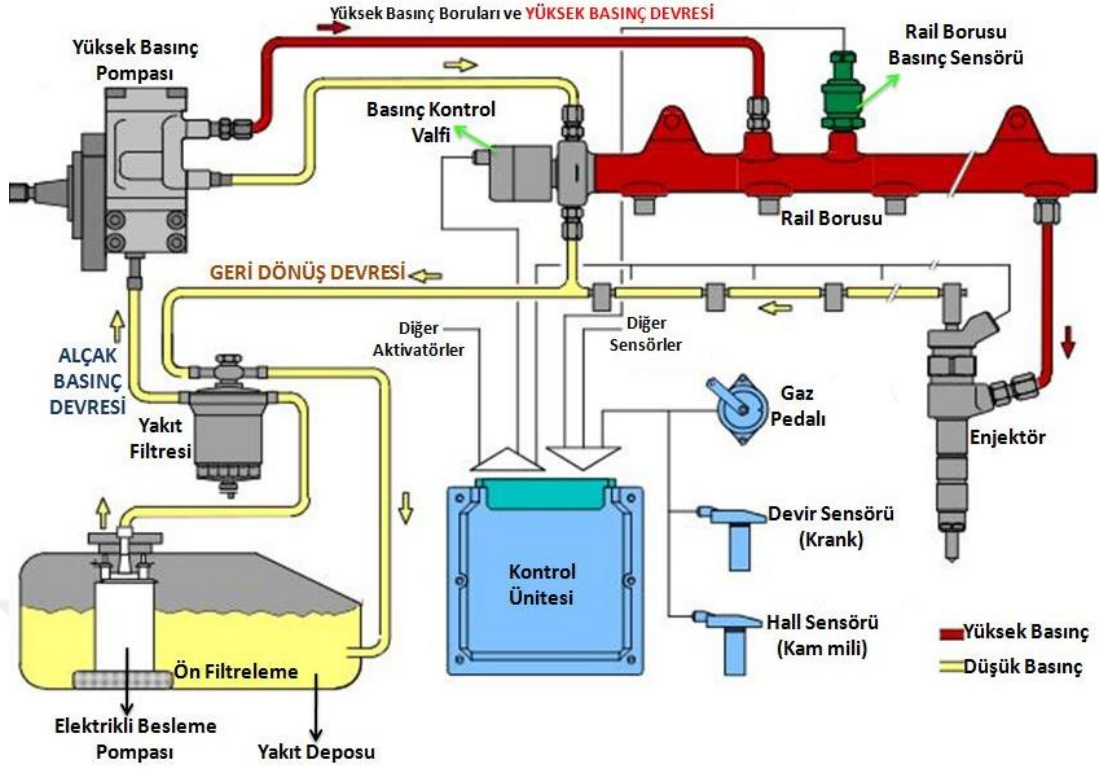 Yüksek Basınç Boruları ve YÜKSEK BASINÇ DEVRESİ
Yüksek Basınç
Pompası
Basınç Kontrol
Valfi
Rail Borusu
Basınç Sensörü
Rail Borusu
GERİ DÖNÜŞ DEVRESİ
ALÇAK
BASINÇ
DEVRESİ
Diğer
Aktivatörler
Diğer
Sensörler
Yakıt
Filtresi
Gaz
Pedalı
Enjektör
Devir Sensörü
(Krank)
Kontrol
Ünitesi
Hall Sensörü
(Kam mili)
Yüksek Basınç
Düşük Basınç
Ön Filtreleme
Elektrikli Besleme
Pompası
Yakıt Deposu